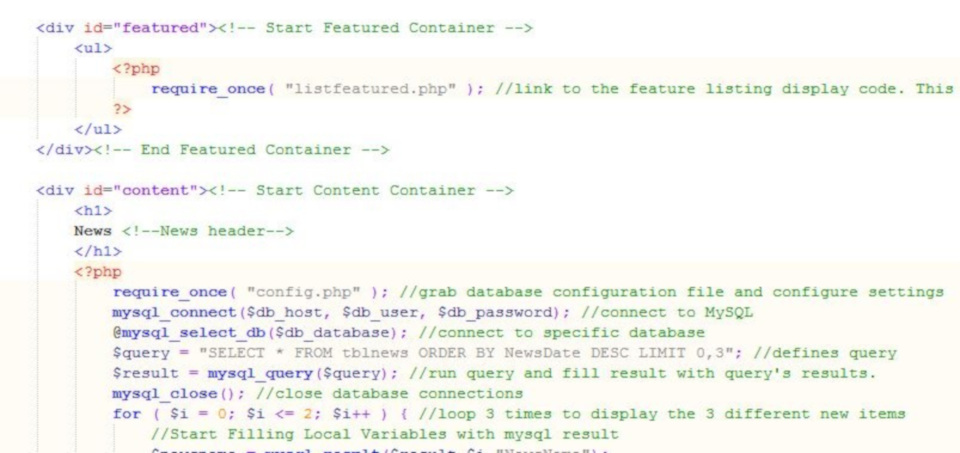 <div id="featured"><!-- Start Featured Container -->
<ul>
<?php
require_once( "listfeatured.php" ); //link to the feature listing display code. This
?>
</ul>
</div><!-- End Featured Container -->
<div id="content"><!-- Start Content Container -->
<h1>
News <!--News header-->
</h1>
<?php
require_once( "config.php" ); //grab database configuration file and configure settings
mysql_connect($db_host, $db_user, $db_password); //connect to MySQL
@mysql_select_db($db_database); //connect to specific database
$query = "SELECT * FROM tblnews ORDER BY NewsDate DESC LIMIT 0,3"; //defines query
$result = mysql_query($query); //run query and fill result with query's results.
mysql_close(); //close database connections
for ( $i = 0; $i <= 2; $i++ ) { //loop 3 times to display the 3 different new items
//Start Filling Local Variables with mysql result
$newsname = mysql_result($result,$i,"NewsName");